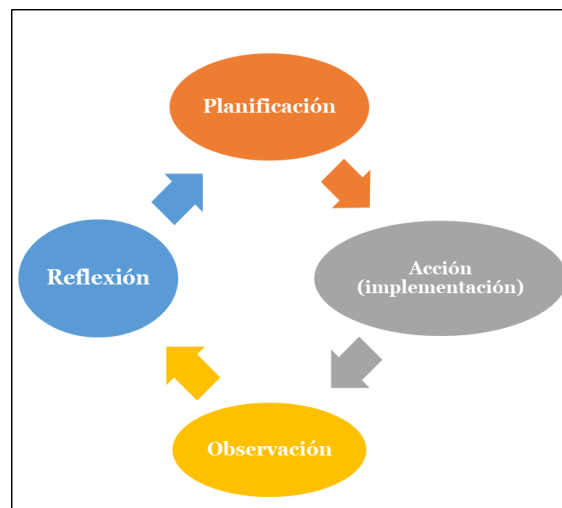 Planificación
Acción
(implementación)
Observación
Reflexión